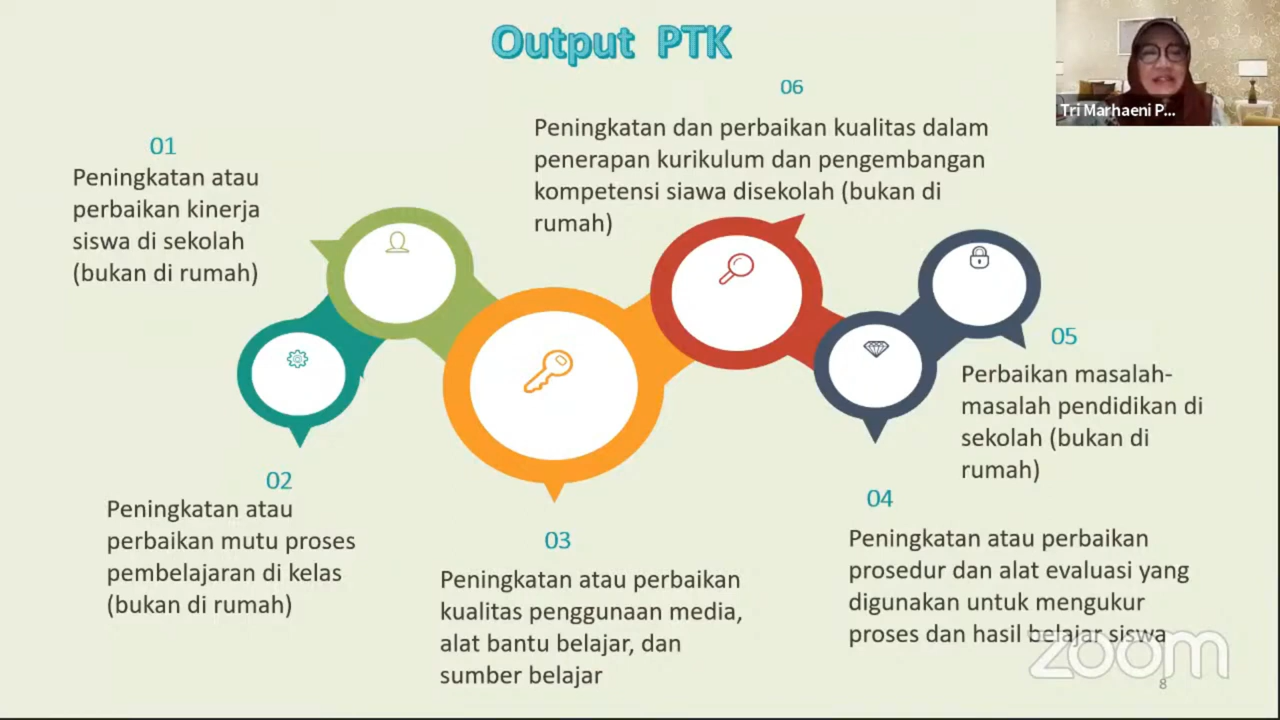 Output PTK
Tri Marhaeni P...
01
Peningkatan atau
perbaikan kinerja
siswa di sekolah
(bukan di rumah)
02
Peningkatan atau
perbaikan mutu proses
pembelajaran di kelas
(bukan di rumah)
03
Peningkatan atau perbaikan
kualitas penggunaan media,
alat bantu belajar, dan
sumber belajar
04
Peningkatan atau perbaikan
prosedur dan alat evaluasi yang
digunakan untuk mengukur
proses dan hasil belajar siswa
05
Perbaikan masalah-
masalah pendidikan di
sekolah (bukan di
rumah)
06
Peningkatan dan perbaikan kualitas dalam
penerapan kurikulum dan pengembangan
kompetensi siawa disekolah (bukan di
rumah)
zoom
8